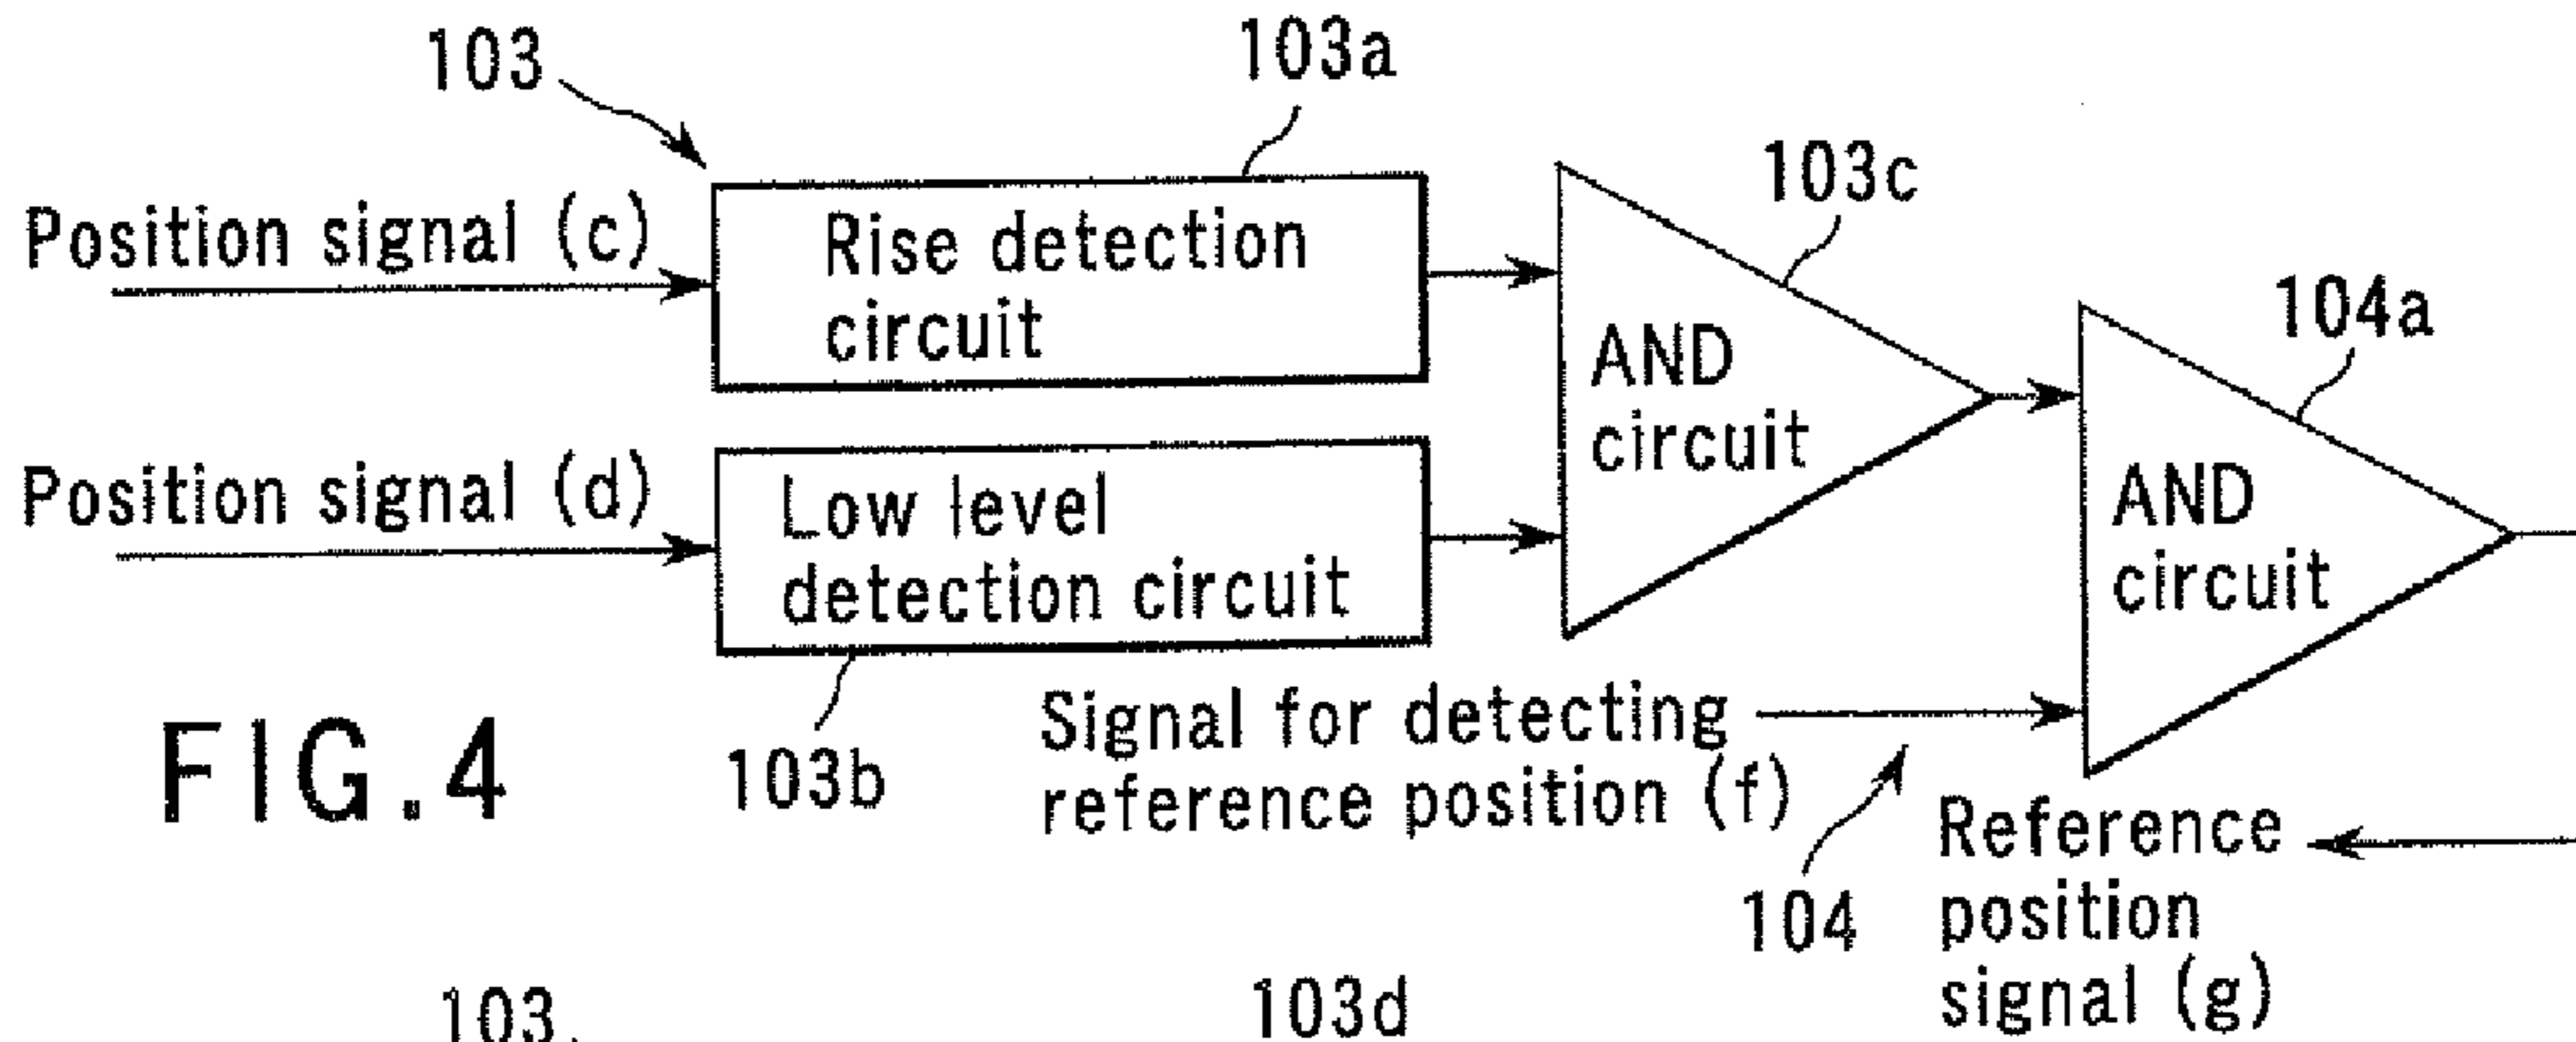 103
103a
103c
Position signal (c)
Rise detection
circuit
AND
circuit
104a
Position signal (d)
Low level
detection circuit
AND
circuit
103b
Signal for detecting
reference position (f)
104
Reference
position
signal (g)
FIG.4
103
103d